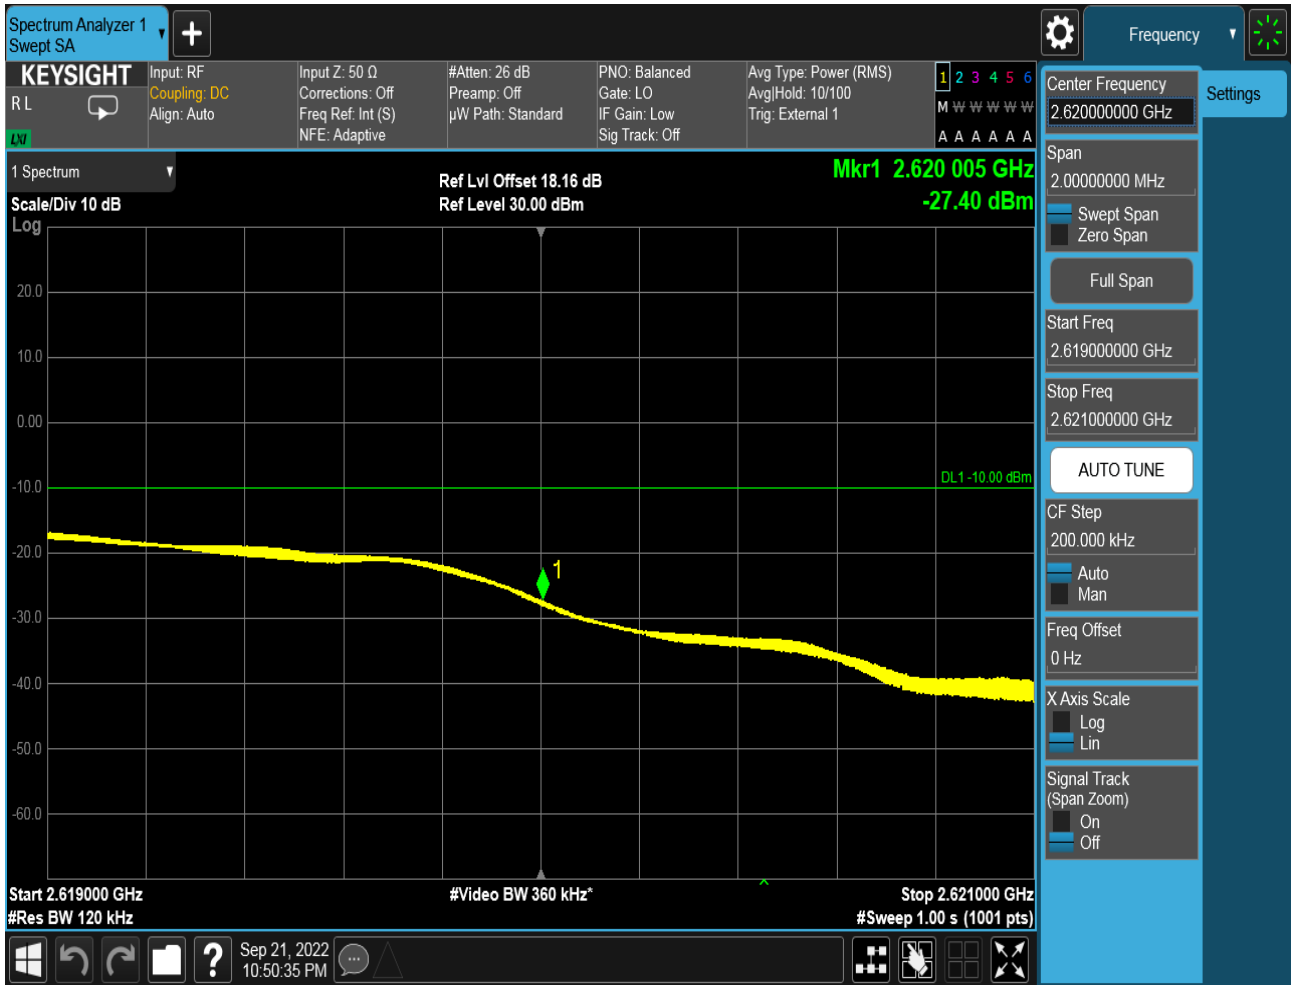 Spectrum Analyzer 1
Swept SA
Frequency
KEYSIGHT
R L
LXI
Input: RF
Coupling: DC
Align: Auto
Input Z: 50 Ω
Corrections: Off
Freq Ref: Int (S)
NFE: Adaptive
#Atten: 26 dB
Preamp: Off
µW Path: Standard
PNO: Balanced
Gate: LO
IF Gain: Low
Sig Track: Off
Avg Type: Power (RMS)
Avg|Hold: 10/100
Trig: External 1
1 2 3 4 5 6
M W W W W W
A A A A A A
1 Spectrum
Scale/Div 10 dB
Log
Ref Lvl Offset 18.16 dB
Ref Level 30.00 dBm
Mkr1 2.620 005 GHz
-27.40 dBm
20.0
10.0
0.00
-10.0
-20.0
-30.0
-40.0
-50.0
-60.0
DL1 -10.00 dBm
1
Start 2.619000 GHz
#Res BW 120 kHz
#Video BW 360 kHz*
Stop 2.621000 GHz
#Sweep 1.00 s (1001 pts)
?
Sep 21, 2022
10:50:35 PM
Center Frequency
2.620000000 GHz
Settings
Span
2.00000000 MHz
Swept Span
Zero Span
Full Span
Start Freq
2.619000000 GHz
Stop Freq
2.621000000 GHz
AUTO TUNE
CF Step
200.000 kHz
Auto
Man
Freq Offset
0 Hz
X Axis Scale
Log
Lin
Signal Track
(Span Zoom)
On
Off